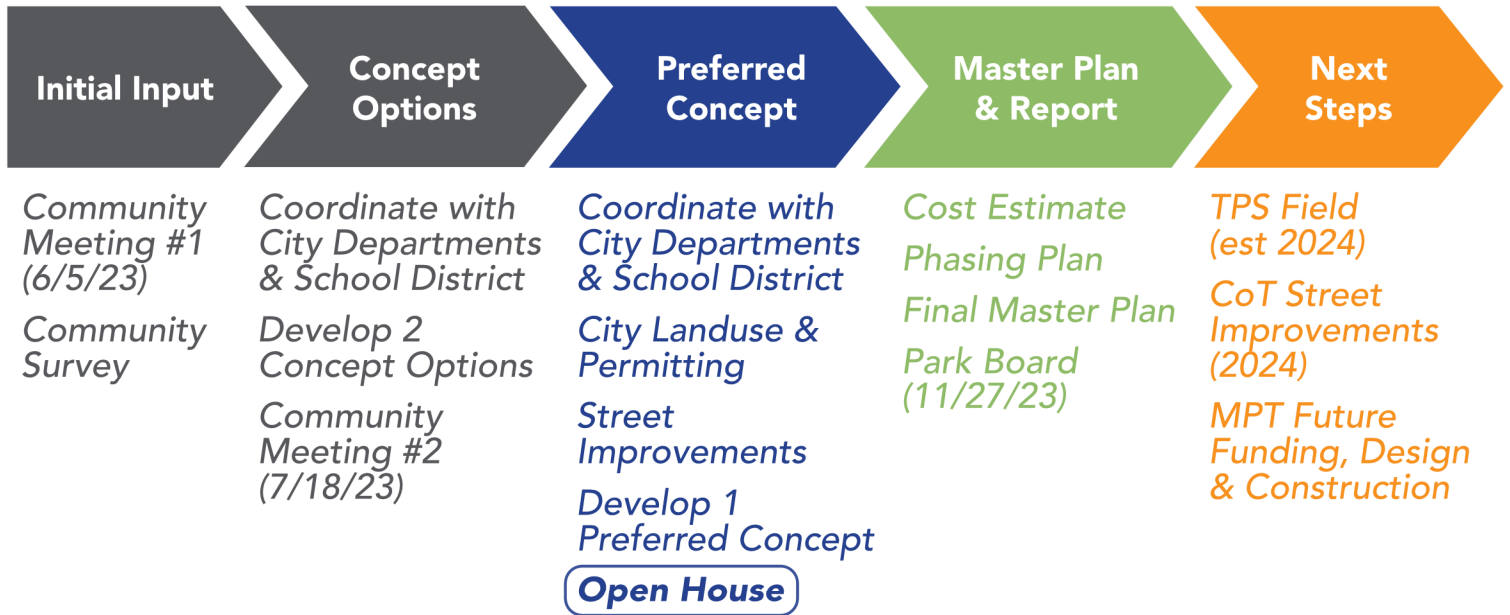 Initial Input
Concept
Options
Preferred
Concept
Master Plan
& Report
Next
Steps
Community
Meeting #1
(6/5/23)
Community
Survey
Coordinate with
City Departments
& School District
Develop 2
Concept Options
Community
Meeting #2
(7/18/23)
Coordinate with
City Departments
& School District
City Landuse &
Permitting
Street
Improvements
Develop 1
Preferred Concept
Open House
Cost Estimate
Phasing Plan
Final Master Plan
Park Board
(11/27/23)
TPS Field
(est 2024)
CoT Street
Improvements
(2024)
MPT Future
Funding, Design
& Construction